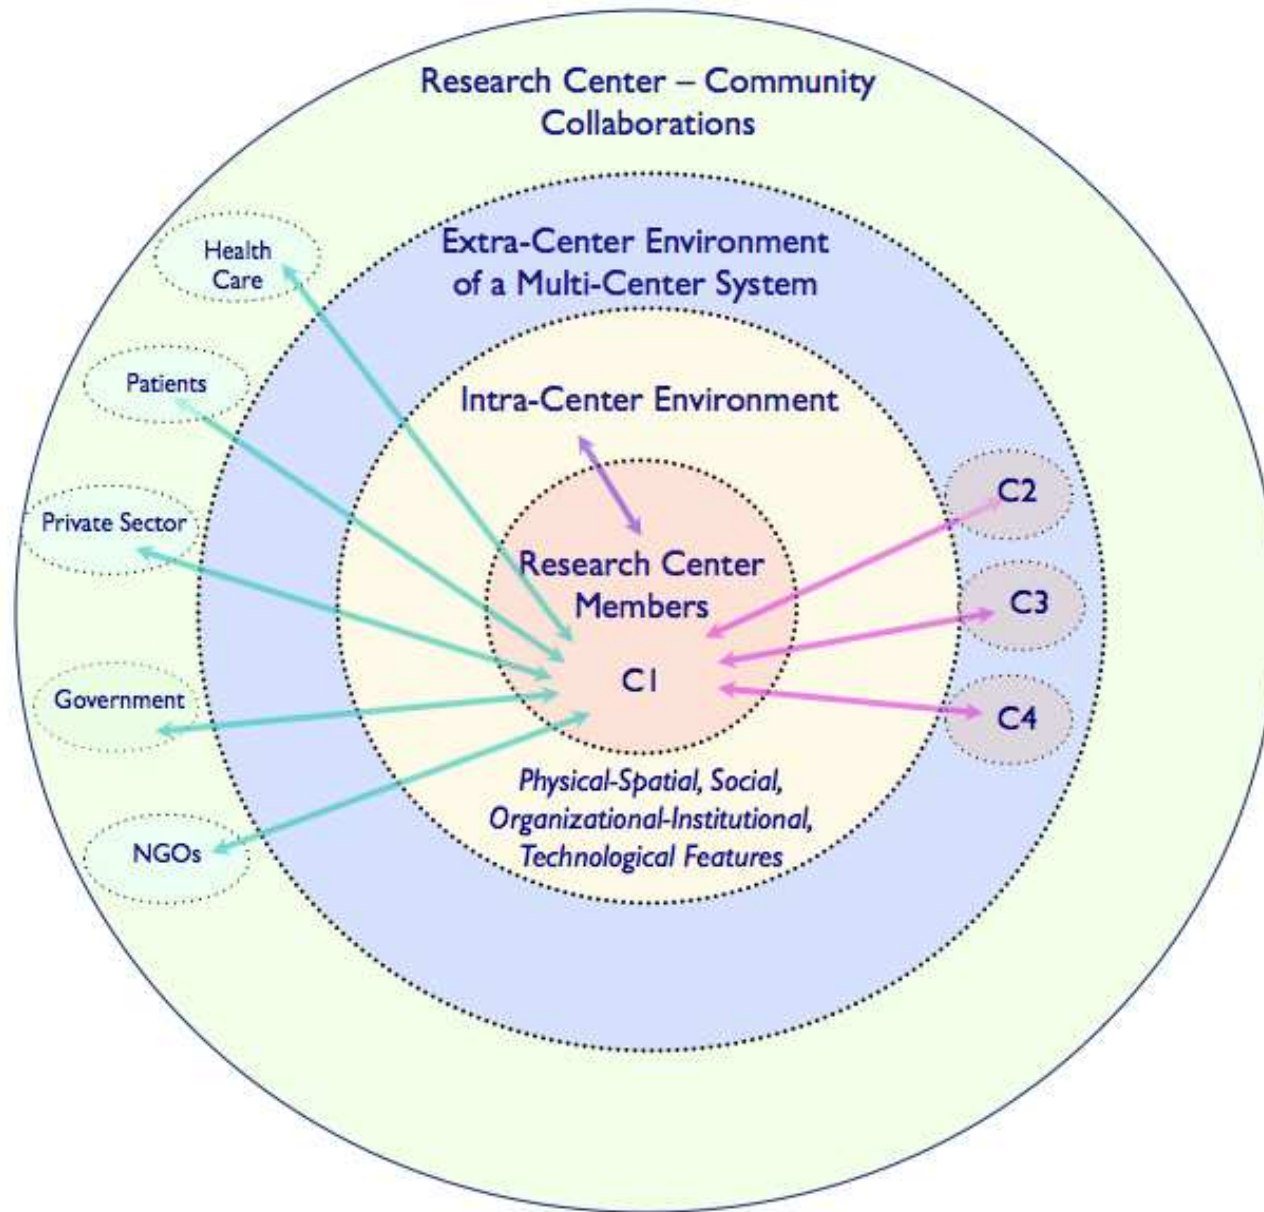 Research Center – Community
Collaborations
Extra-Center Environment
of a Multi-Center System
Health
Care
Patients
Intra-Center Environment
Private Sector
C2
Research Center
Members
C3
C1
Government
C4
Physical-Spatial, Social,
Organizational-Institutional,
Technological Features
NGOs